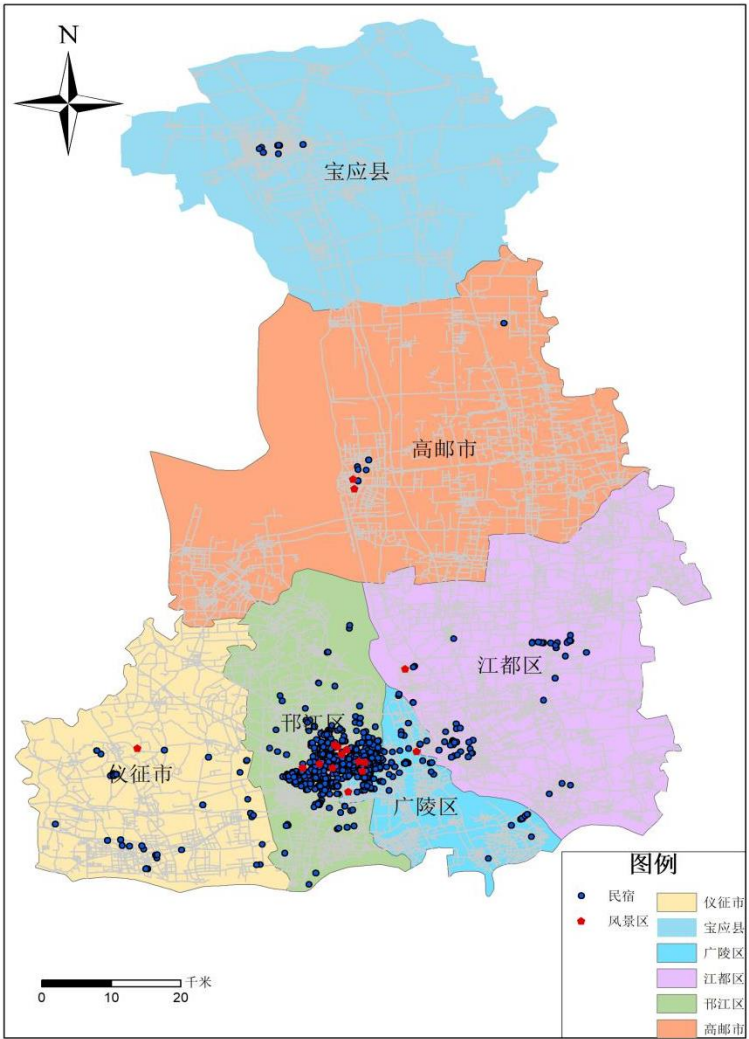 N
宝应县
高邮市
江都区
邗江区
仪征市
广陵区
图例
民宿
风景区
仪征市
宝应县
广陵区
江都区
邗江区
高邮市
千米
0 10 20